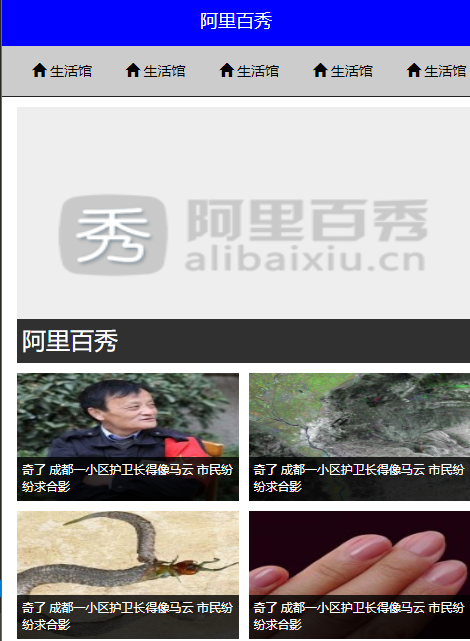 阿里百秀
生活馆 生活馆 生活馆 生活馆 生活馆
秀 阿里百秀
alibaixiu.cn
阿里百秀
奇了 成都一小区护卫长得像马云 市民纷
纷求合影
奇了 成都一小区护卫长得像马云 市民纷
纷求合影
奇了 成都一小区护卫长得像马云 市民纷
纷求合影
奇了 成都一小区护卫长得像马云 市民纷
纷求合影